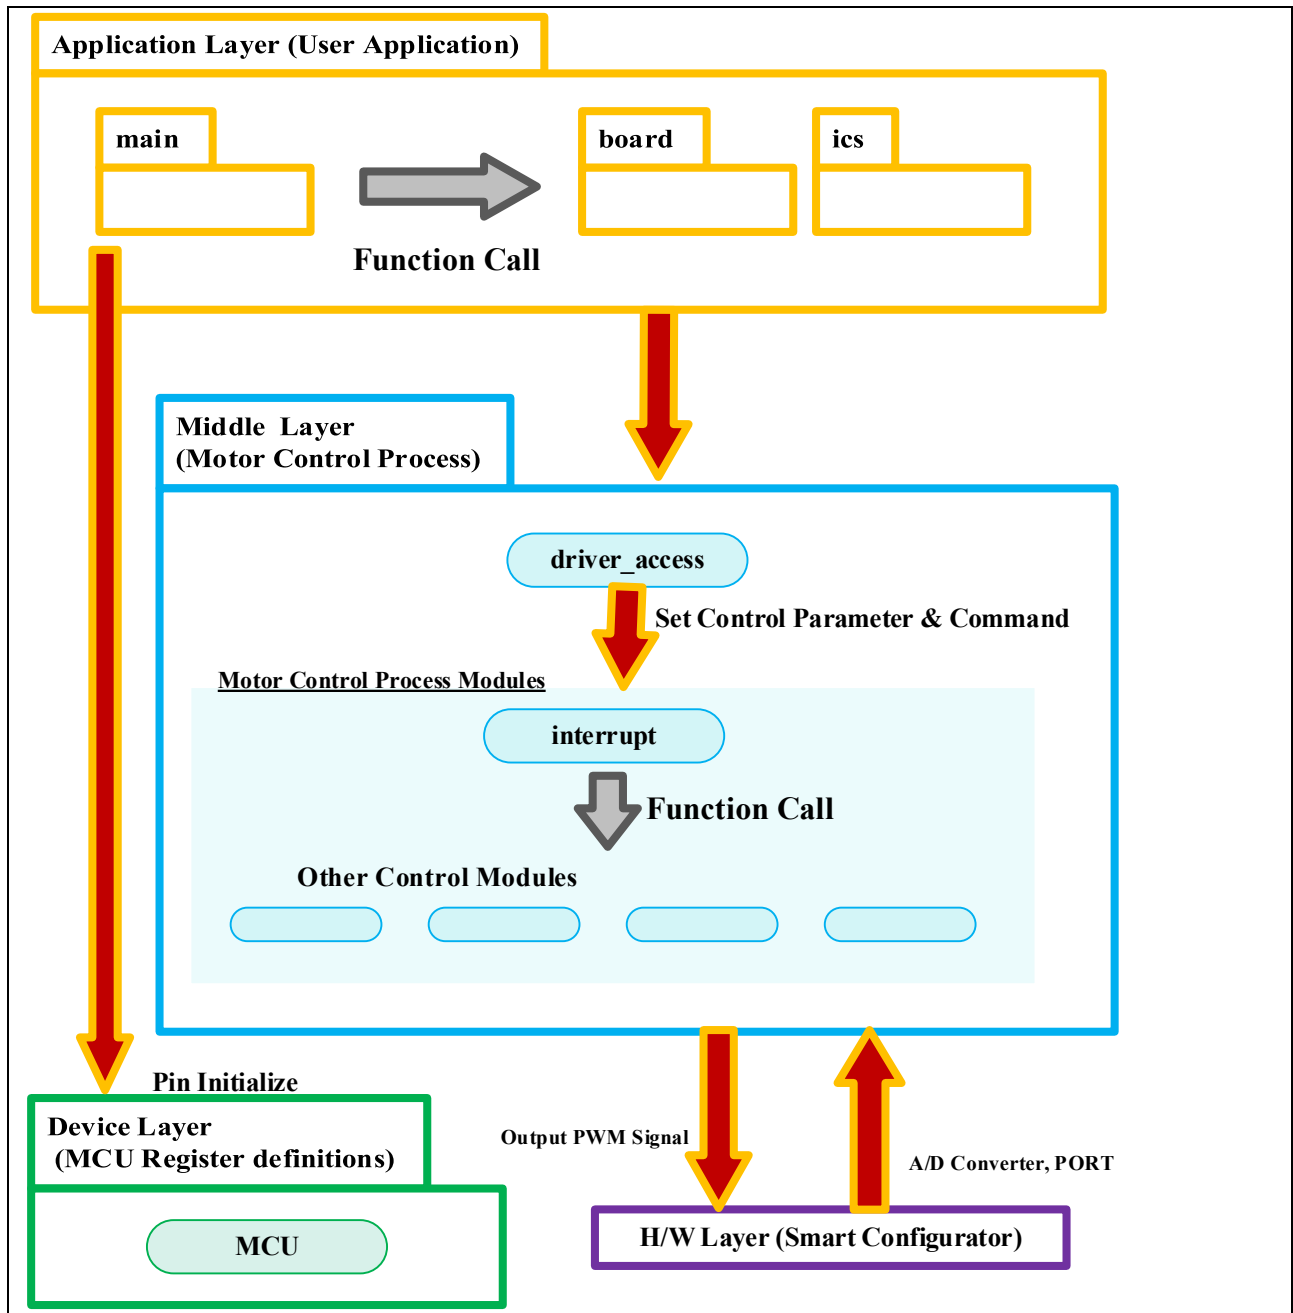 Application Layer (User Application)
main
board
ics
Function Call
Middle Layer
(Motor Control Process)
driver_access
Set Control Parameter & Command
Motor Control Process Modules
interrupt
Function Call
Other Control Modules
Pin Initialize
Device Layer
(MCU Register definitions)
Output PWM Signal
A/D Converter, PORT
MCU
H/W Layer (Smart Configurator)